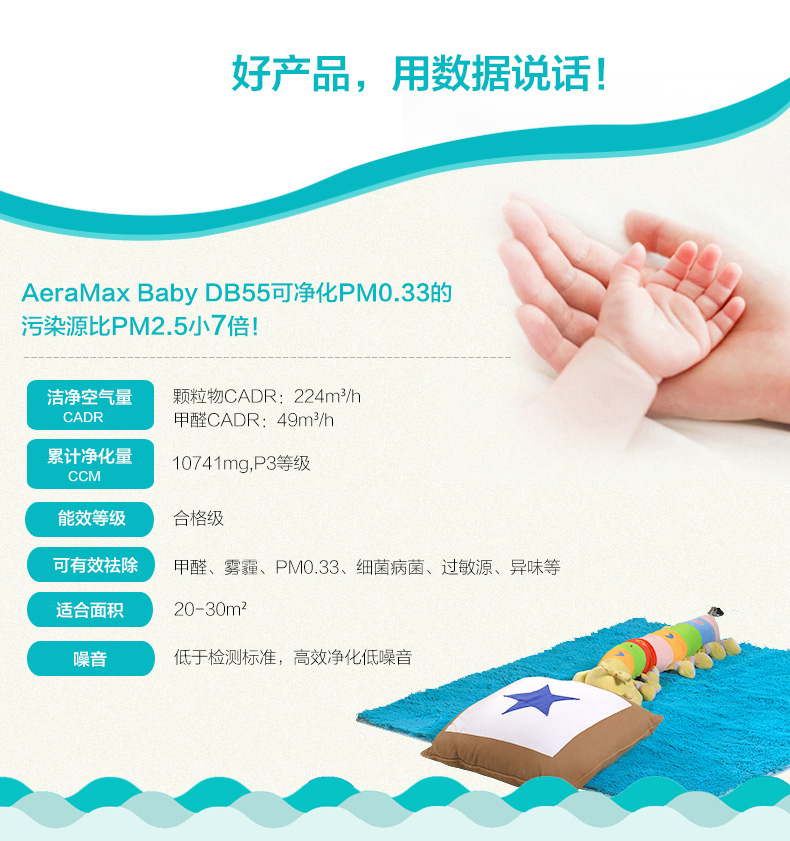 好产品，用数据说话！
AeraMax Baby DB55可净化PM0.33的
污染源比PM2.5小7倍！
洁净空气量
CADR
颗粒物CADR：224m³/h
甲醛CADR：49m³/h
累计净化量
CCM
10741mg,P3等级
能效等级
合格级
可有效祛除
甲醛、雾霾、PM0.33、细菌病菌、过敏源、异味等
适合面积
20-30m²
噪音
低于检测标准，高效净化低噪音